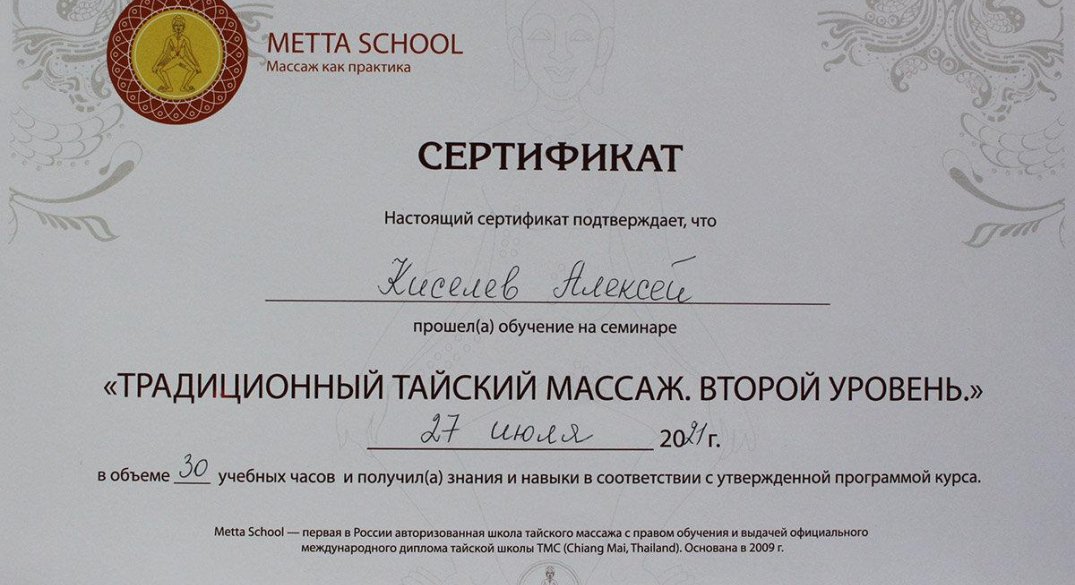 METTA SCHOOL
Массаж как практика
СЕРТИФИКАТ
Настоящий сертификат подтверждает, что
Киселев Алексей
прошел(а) обучение на семинаре
«ТРАДИЦИОННЫЙ ТАЙСКИЙ МАССАЖ. ВТОРОЙ УРОВЕНЬ.»
27 июля 2021 г.
в объеме 30 учебных часов и получил(а) знания и навыки в соответствии с утвержденной программой курса.
Metta School — первая в России авторизованная школа тайского массажа с правом обучения и выдачей официального
международного диплома тайской школы TMC (Chiang Mai, Thailand). Основана в 2009 г.